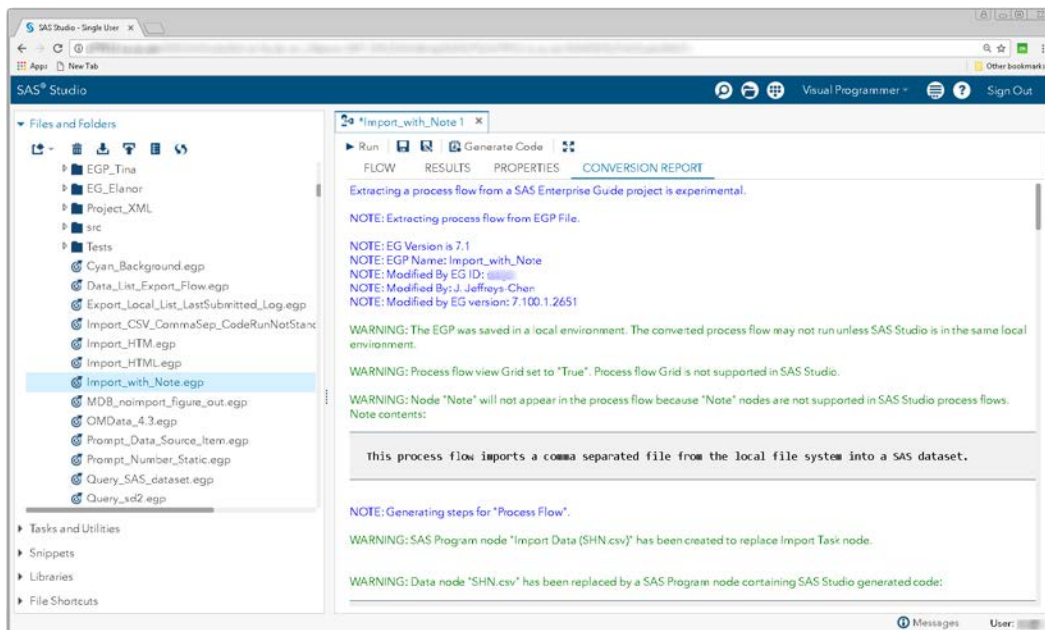 SAS Studio - Single User
Apps New Tab
Other bookmarks
SAS® Studio
Visual Programmer
Sign Out
Files and Folders
EGP_Tina
EG_Elanor
Project_XML
src
Tests
Cyan_Background.egp
Data_List_Export_Flow.egp
Export_Local_List_LastSubmitted_Log.egp
Import_CSV_CommaSep_CodeRunNotStand
Import_HTM.egp
Import_HTML.egp
Import_with_Note.egp
MDB_noimport_figure_out.egp
OMData_4.3.egp
Prompt_Data_Source_Item.egp
Prompt_Number_Static.egp
Query_SAS_dataset.egp
Query_sd2.egp
Tasks and Utilities
Snippets
Libraries
File Shortcuts
*Import_with_Note 1
Run Generate Code
FLOW RESULTS PROPERTIES CONVERSION REPORT
Extracting a process flow from a SAS Enterprise Guide project is experimental.
NOTE: Extracting process flow from EGP File.
NOTE: EG Version is 7.1
NOTE: EGP Name: Import_with_Note
NOTE: Modified By EG ID:
NOTE: Modified By: J. Jeffreys-Chen
NOTE: Modified by EG version: 7.100.1.2651
WARNING: The EGP was saved in a local environment. The converted process flow may not run unless SAS Studio is in the same local
environment.
WARNING: Process flow view Grid set to "True". Process flow Grid is not supported in SAS Studio.
WARNING: Node "Note" will not appear in the process flow because "Note" nodes are not supported in SAS Studio process flows.
Note contents:
This process flow imports a comma separated file from the local file system into a SAS dataset.
NOTE: Generating steps for "Process Flow".
WARNING: SAS Program node "Import Data (SHN.csv)" has been created to replace Import Task node.
WARNING: Data node "SHN.csv" has been replaced by a SAS Program node containing SAS Studio generated code:
Messages User: